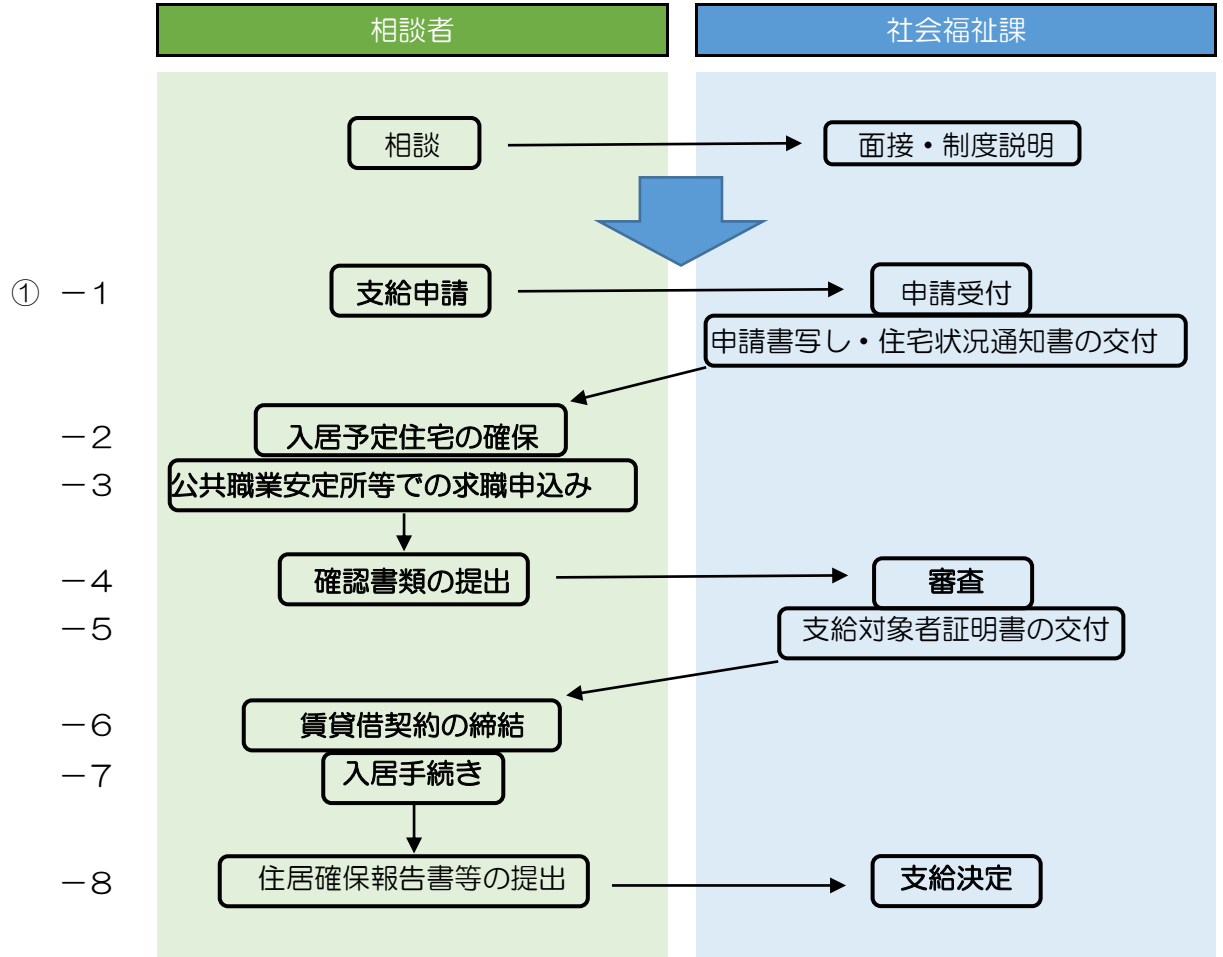 相談者 社会福祉課
相談 面接・制度説明
① －1 支給申請 申請受付
申請書写し・住宅状況通知書の交付
－2 入居予定住宅の確保
－3 公共職業安定所等での求職申込み
－4 確認書類の提出 審査
－5 支給対象者証明書の交付
－6 賃貸借契約の締結
－7 入居手続き
－8 住居確保報告書等の提出 支給決定